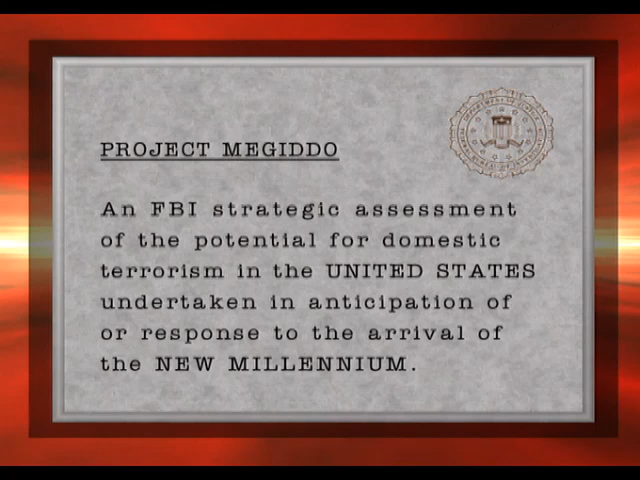 PROJECT MEGIDDO
An FBI strategic assessment
of the potential for domestic
terrorism in the UNITED STATES
undertaken in anticipation of
or response to the arrival of
the NEW MILLENNIUM.